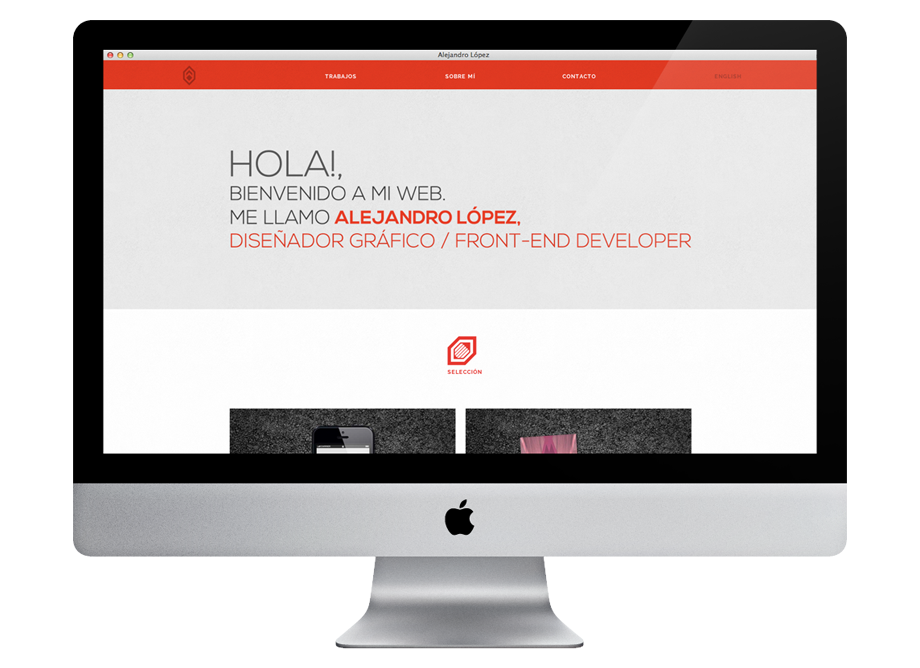 Alejandro López
TRABAJOS SOBRE MÍ CONTACTO ENGLISH
HOLA!,
BIENVENIDO A MI WEB.
ME LLAMO ALEJANDRO LÓPEZ,
DISEÑADOR GRÁFICO / FRONT-END DEVELOPER
SELECCIÓN